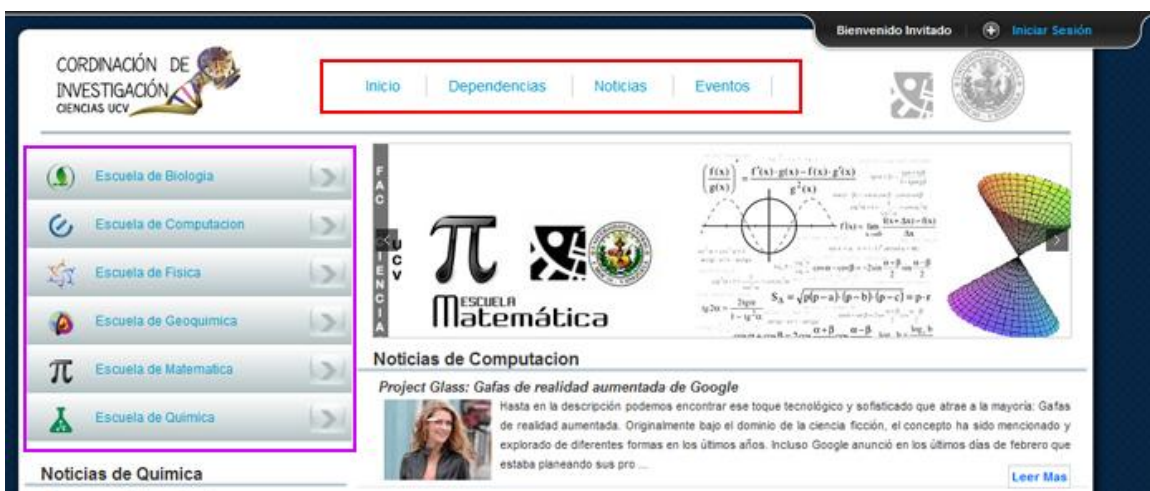 Bienvenido Invitado
Iniciar Sesión
CORDINACIÓN DE
INVESTIGACIÓN
CIENCIAS UCV
Inicio
Dependencias
Noticias
Eventos
Escuela de Biologia
Escuela de Computacion
Escuela de Fisica
Escuela de Geoquimica
Escuela de Matematica
Escuela de Quimica
Noticias de Quimica
FAC
CIENCIA
UCV
ESCUELA
Matemática
Noticias de Computacion
Project Glass: Gafas de realidad aumentada de Google
Hasta en la descripción podemos encontrar ese toque tecnológico y sofisticado que atrae a la mayoría: Gafas
de realidad aumentada. Originalmente bajo el dominio de la ciencia ficción, el concepto ha sido mencionado y
explorado de diferentes formas en los últimos años. Incluso Google anunció en los últimos días de febrero que
estaba planeando sus pro ...
Leer Mas